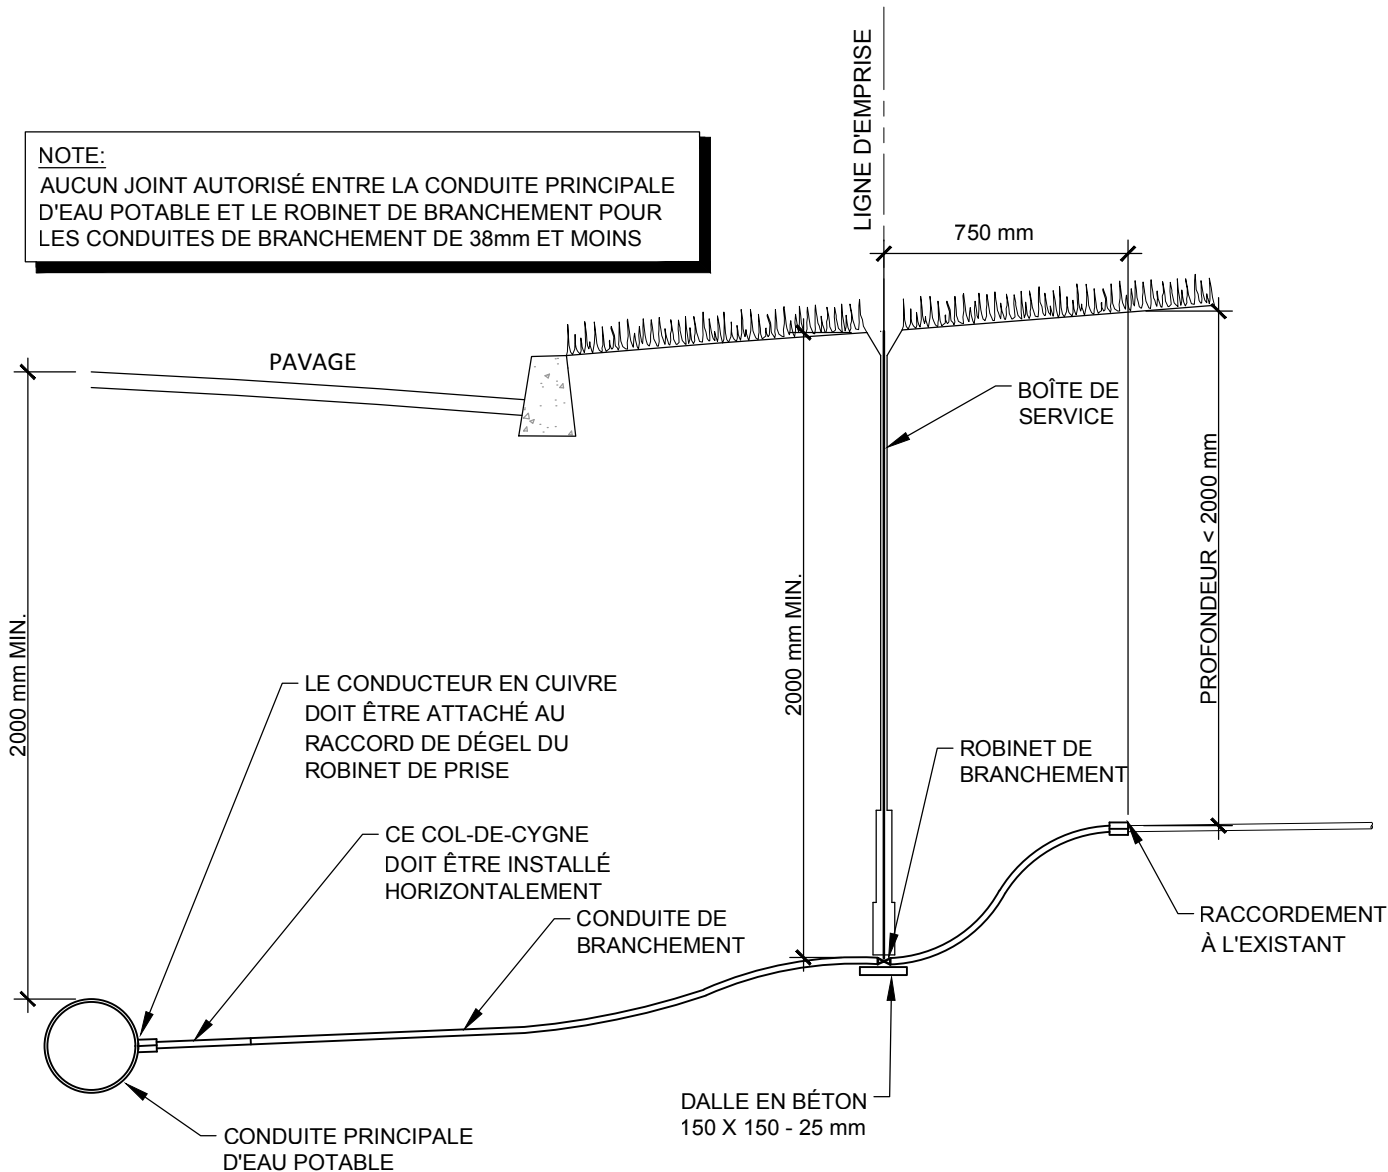 LIGNE D'EMPRISE
NOTE:
AUCUN JOINT AUTORISÉ ENTRE LA CONDUITE PRINCIPALE
D'EAU POTABLE ET LE ROBINET DE BRANCHEMENT POUR
LES CONDUITES DE BRANCHEMENT DE 38mm ET MOINS
750 mm
PAVAGE
BOÎTE DE
SERVICE
2000 mm MIN.
2000 mm MIN.
PROFONDEUR < 2000 mm
LE CONDUCTEUR EN CUIVRE
DOIT ÊTRE ATTACHÉ AU
RACCORD DE DÉGEL DU
ROBINET DE PRISE
ROBINET DE
BRANCHEMENT
CE COL-DE-CYGNE
DOIT ÊTRE INSTALLÉ
HORIZONTALEMENT
CONDUITE DE
BRANCHEMENT
RACCORDEMENT
À L'EXISTANT
DALLE EN BÉTON
150 X 150 - 25 mm
CONDUITE PRINCIPALE
D'EAU POTABLE